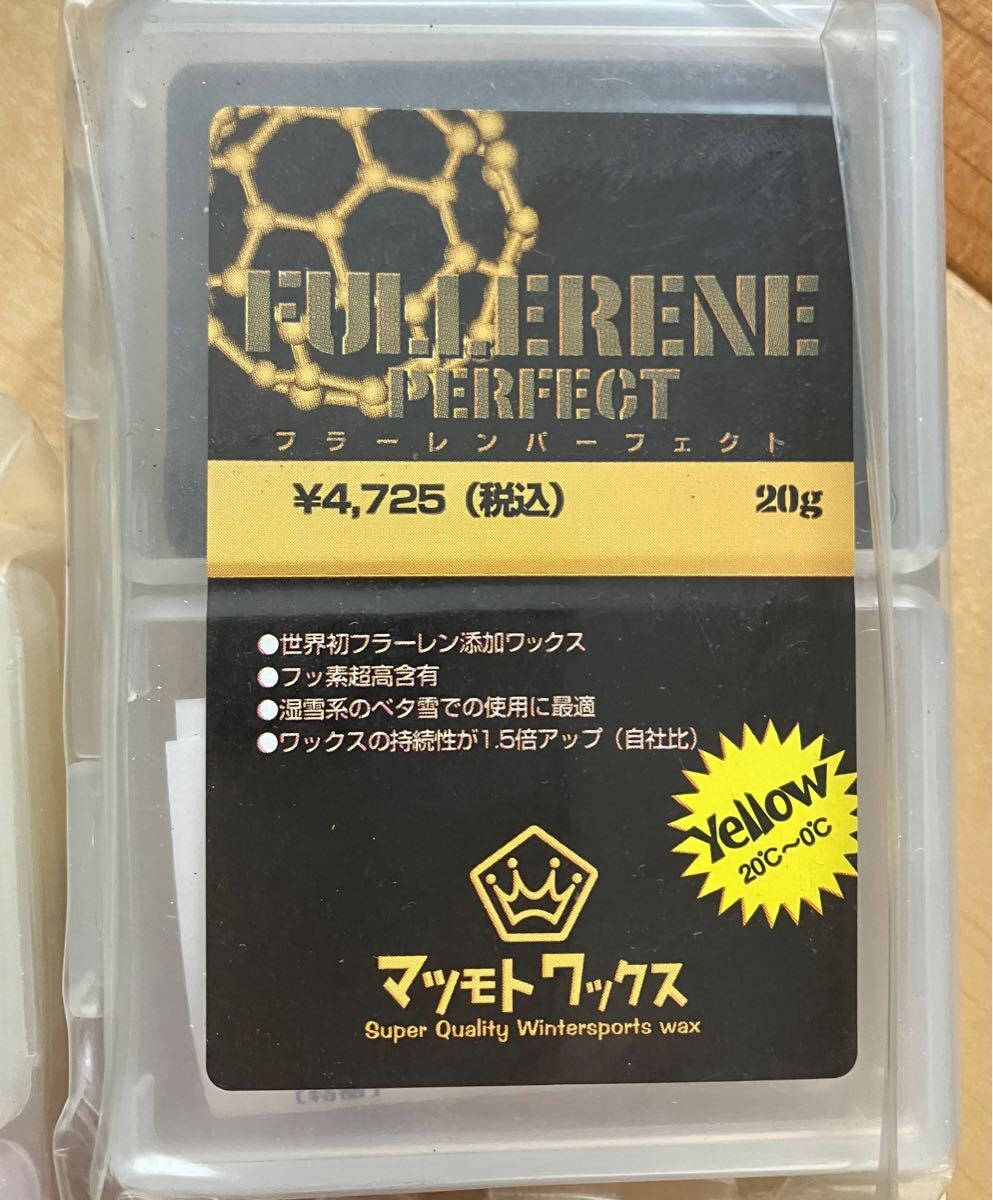 FULLERENE
PERFECT
フラーレンパーフェクト
¥4,725（税込） 20g
●世界初フラーレン添加ワックス
●フッ素超高含有
●湿雪系のベタ雪での使用に最適
●ワックスの持続性が1.5倍アップ（自社比）
Yellow
20℃〜0℃
マツモトワックス
Super Quality Wintersports wax